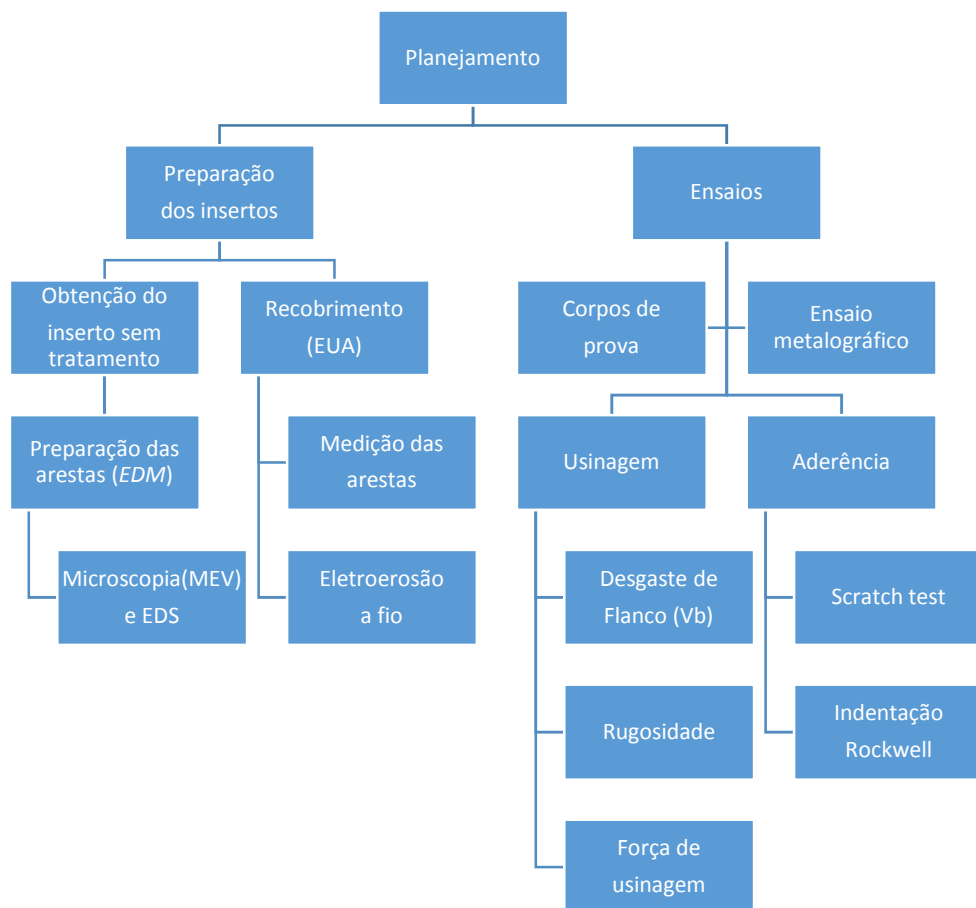 Planejamento
Preparação
dos insertos
Ensaios
Obtenção do
inserto sem
tratamento
Recobrimento
(EUA)
Corpos de
prova
Ensaio
metalográfico
Preparação das
arestas (EDM)
Medição das
arestas
Usinagem
Aderência
Microscopia(MEV)
e EDS
Eletroerosão
a fio
Desgaste de
Flanco (Vb)
Scratch test
Rugosidade
Indentação
Rockwell
Força de
usinagem